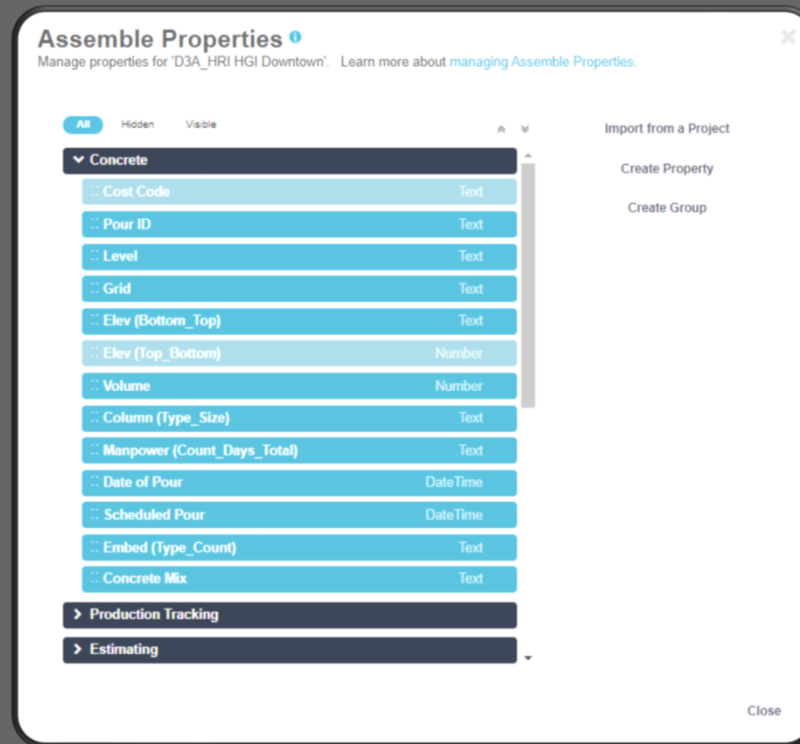 Assemble Properties
Manage properties for 'D3A_HRI HGI Downtown'. Learn more about managing Assemble Properties.
All Hidden Visible
Import from a Project
Create Property
Create Group
Concrete
Cost Code Text
Pour ID Text
Level Text
Grid Text
Elev (Bottom_Top) Text
Elev (Top_Bottom) Number
Volume Number
Column (Type_Size) Text
Manpower (Count_Days_Total) Text
Date of Pour DateTime
Scheduled Pour DateTime
Embed (Type_Count) Text
Concrete Mix Text
Production Tracking
Estimating
Close